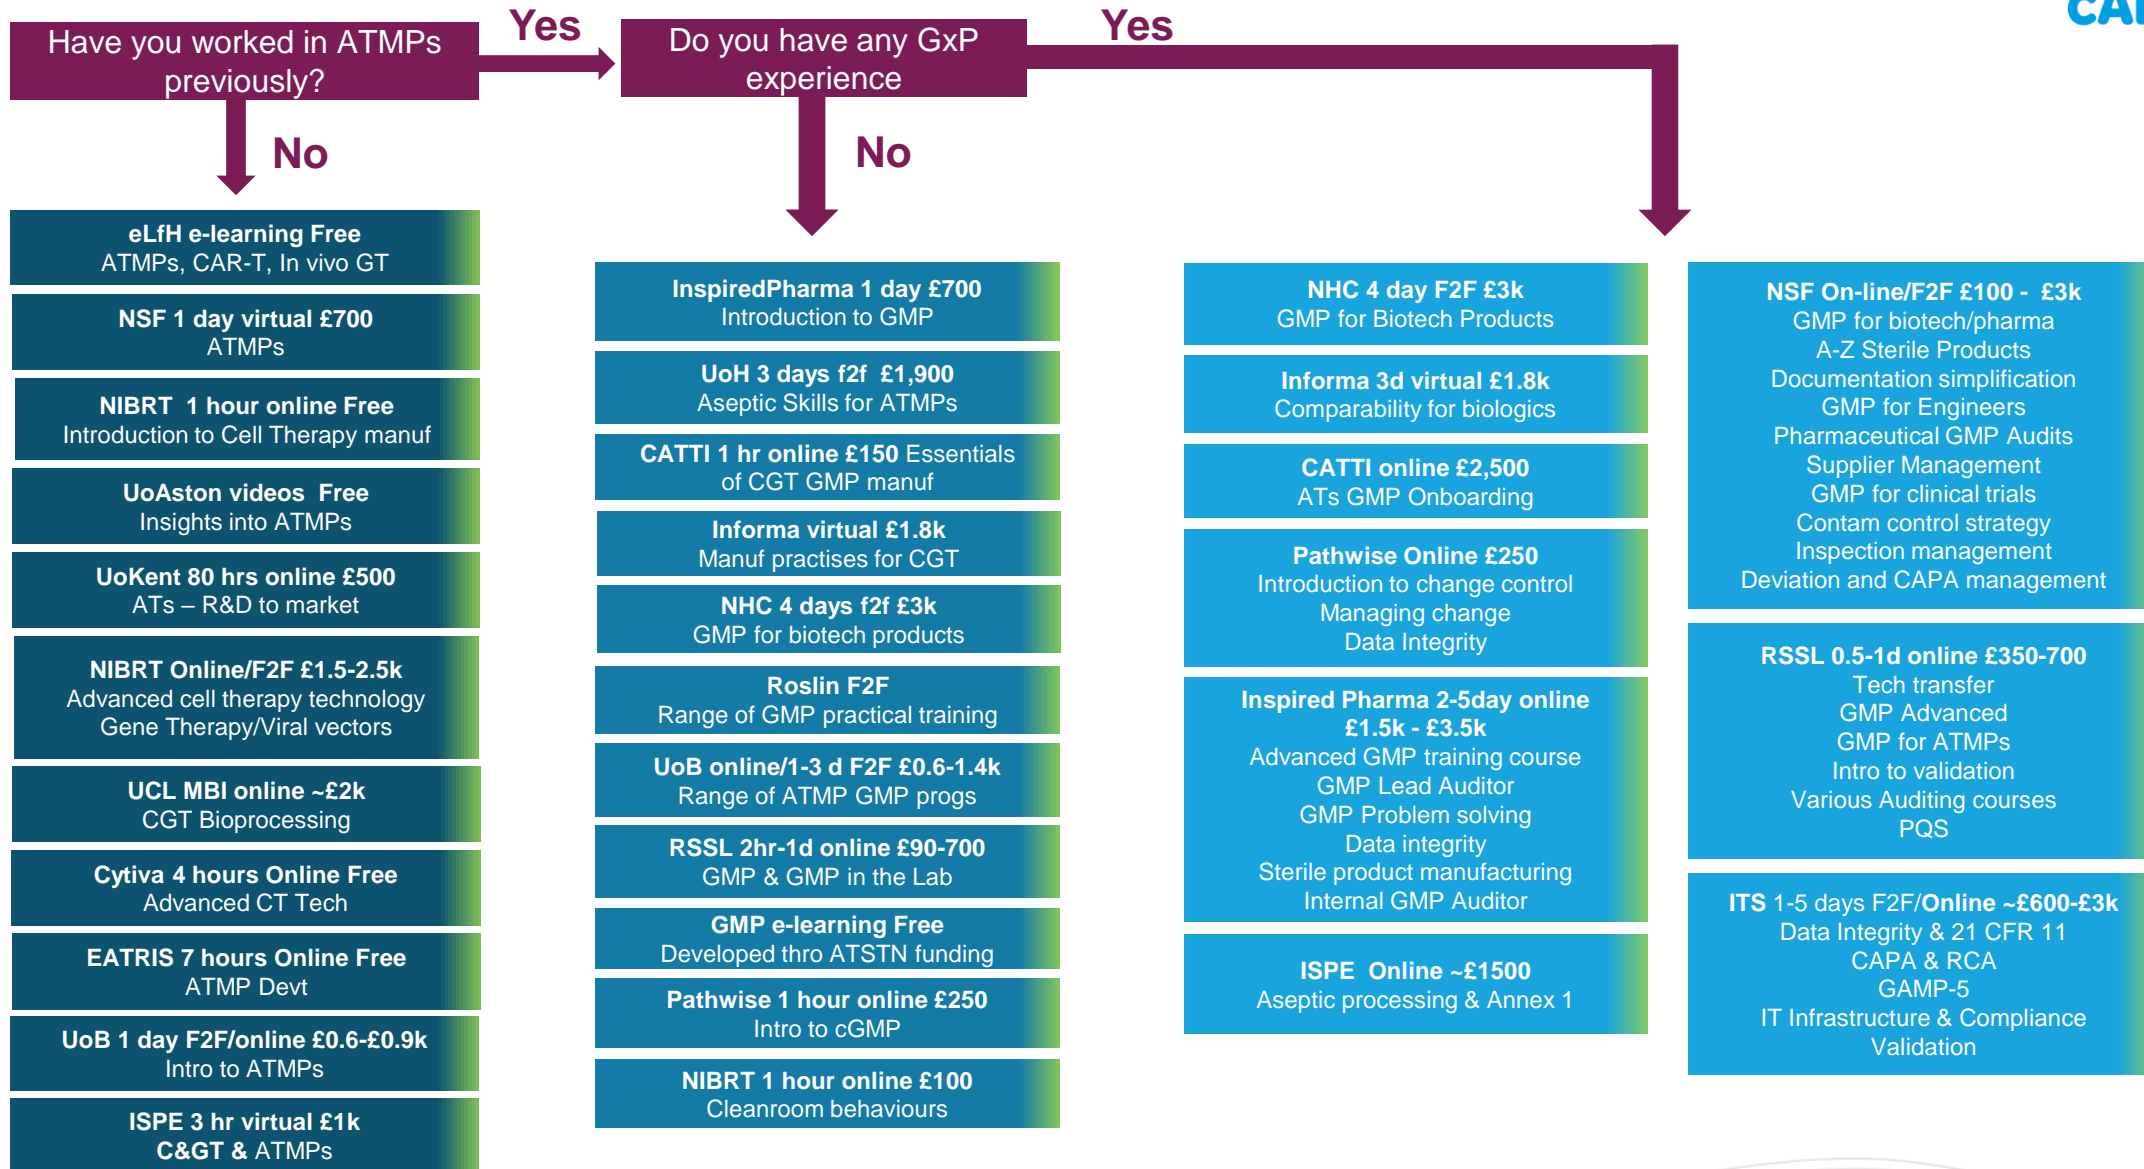 Have you worked in ATMPs
previously?
Yes
Do you have any GxP
experience
Yes
No
No
eLfH e-learning Free
ATMPs, CAR-T, In vivo GT
NSF 1 day virtual £700
ATMPs
NIBRT 1 hour online Free
Introduction to Cell Therapy manuf
UoAston videos Free
Insights into ATMPs
UoKent 80 hrs online £500
ATs – R&D to market
NIBRT Online/F2F £1.5-2.5k
Advanced cell therapy technology
Gene Therapy/Viral vectors
UCL MBI online ~£2k
CGT Bioprocessing
Cytiva 4 hours Online Free
Advanced CT Tech
EATRIS 7 hours Online Free
ATMP Devt
UoB 1 day F2F/online £0.6-£0.9k
Intro to ATMPs
ISPE 3 hr virtual £1k
C&GT & ATMPs
InspiredPharma 1 day £700
Introduction to GMP
UoH 3 days f2f £1,900
Aseptic Skills for ATMPs
CATTI 1 hr online £150 Essentials
of CGT GMP manuf
Informa virtual £1.8k
Manuf practises for CGT
NHC 4 days f2f £3k
GMP for biotech products
Roslin F2F
Range of GMP practical training
UoB online/1-3 d F2F £0.6-1.4k
Range of ATMP GMP progs
RSSL 2hr-1d online £90-700
GMP & GMP in the Lab
GMP e-learning Free
Developed thro ATSTN funding
Pathwise 1 hour online £250
Intro to cGMP
NIBRT 1 hour online £100
Cleanroom behaviours
NHC 4 day F2F £3k
GMP for Biotech Products
Informa 3d virtual £1.8k
Comparability for biologics
CATTI online £2,500
ATs GMP Onboarding
Pathwise Online £250
Introduction to change control
Managing change
Data Integrity
Inspired Pharma 2-5day online
£1.5k - £3.5k
Advanced GMP training course
GMP Lead Auditor
GMP Problem solving
Data integrity
Sterile product manufacturing
Internal GMP Auditor
ISPE Online ~£1500
Aseptic processing & Annex 1
NSF On-line/F2F £100 - £3k
GMP for biotech/pharma
A-Z Sterile Products
Documentation simplification
GMP for Engineers
Pharmaceutical GMP Audits
Supplier Management
GMP for clinical trials
Contam control strategy
Inspection management
Deviation and CAPA management
RSSL 0.5-1d online £350-700
Tech transfer
GMP Advanced
GMP for ATMPs
Intro to validation
Various Auditing courses
PQS
ITS 1-5 days F2F/Online ~£600-£3k
Data Integrity & 21 CFR 11
CAPA & RCA
GAMP-5
IT Infrastructure & Compliance
Validation